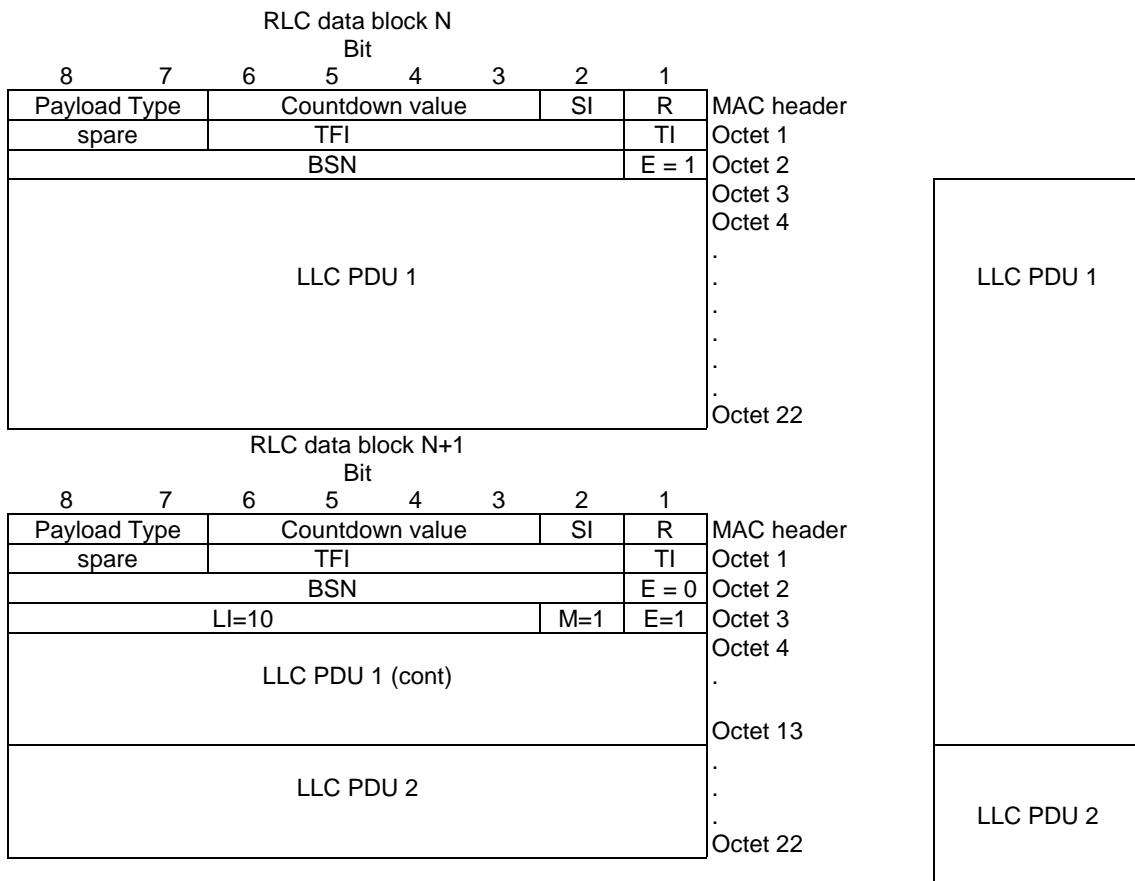 RLC data block N
Bit
8 7 6 5 4 3 2 1
Payload Type Countdown value SI R MAC header
spare TFI TI Octet 1
BSN E = 1 Octet 2
Octet 3
Octet 4
.
LLC PDU 1 . LLC PDU 1
.
.
.
.
Octet 22
RLC data block N+1
Bit
8 7 6 5 4 3 2 1
Payload Type Countdown value SI R MAC header
spare TFI TI Octet 1
BSN E = 0 Octet 2
LI=10 M=1 E=1 Octet 3
Octet 4
LLC PDU 1 (cont) .
Octet 13
.
LLC PDU 2 .
. LLC PDU 2
Octet 22